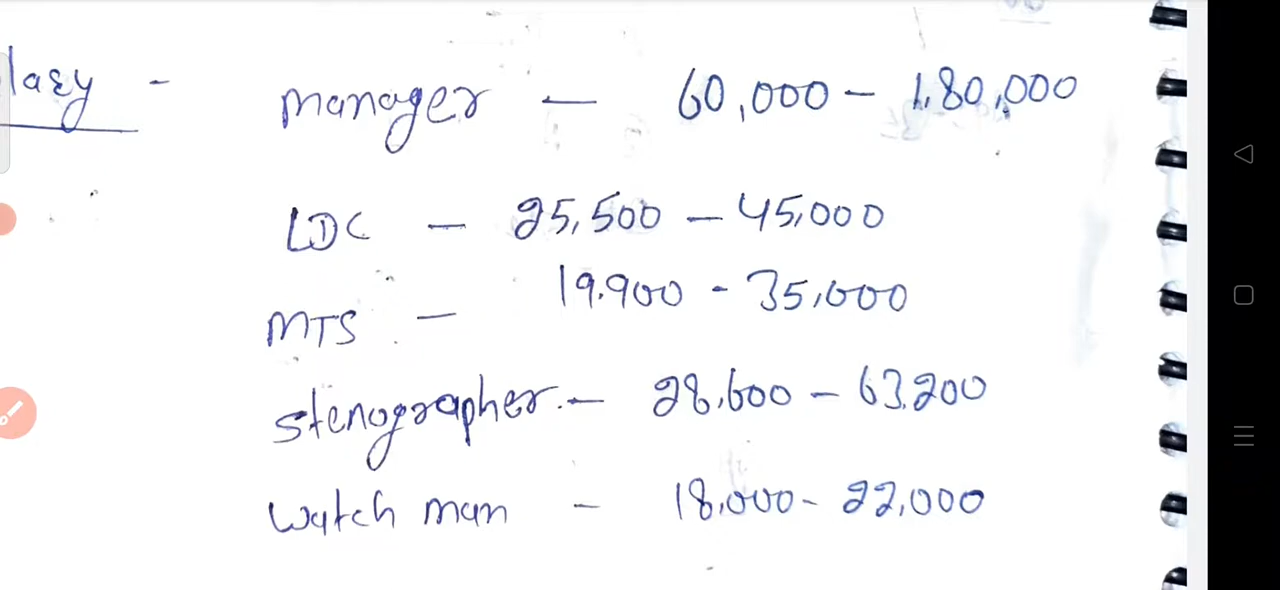 lary - manager - 60,000 - 1,80,000
LDC - 25,500 - 45,000
MTS - 19,900 - 35,000
stenographer. - 28,600 - 63,200
watch man - 18,000 - 22,000